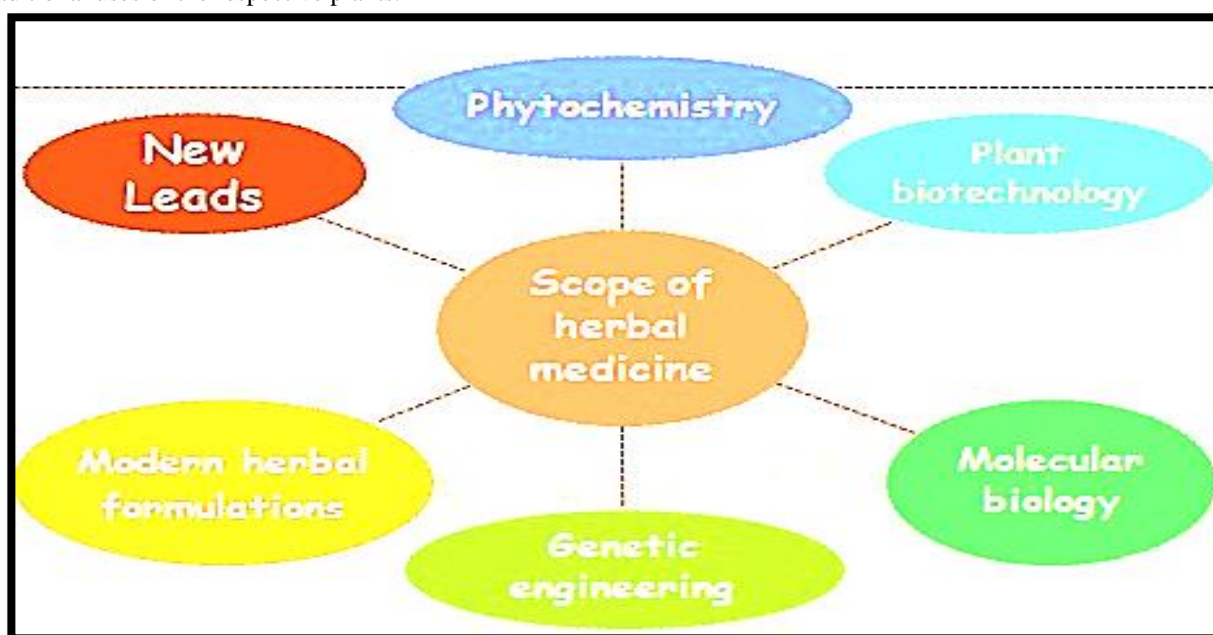 Phytochemistry
New
Leads
Plant
biotechnology
Scope of
herbal
medicine
Modern herbal
formulations
Molecular
biology
Genetic
engineering